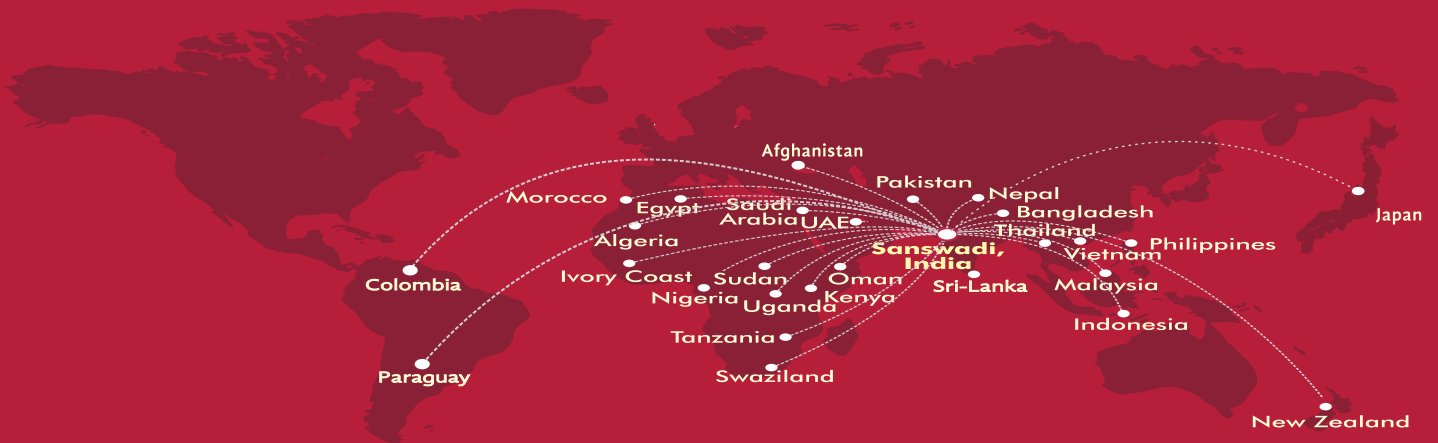 Afghanistan
Pakistan
Nepal
Morocco
Egypt
Saudi
Arabia
UAE
Bangladesh
Japan
Algeria
Thailand
Philippines
Sanswadi,
India
Vietnam
Ivory Coast
Sudan
Oman
Sri-Lanka
Malaysia
Colombia
Nigeria
Uganda
Kenya
Indonesia
Tanzania
Paraguay
Swaziland
New Zealand